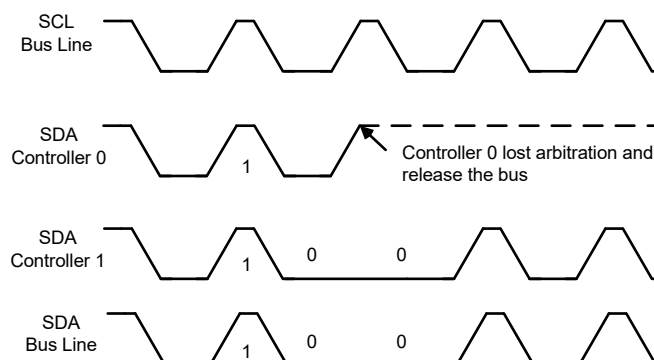 SCL
Bus Line
SDA
Controller 0
1
Controller 0 lost arbitration and
release the bus
SDA
Controller 1
1
0
0
SDA
Bus Line
1
0
0